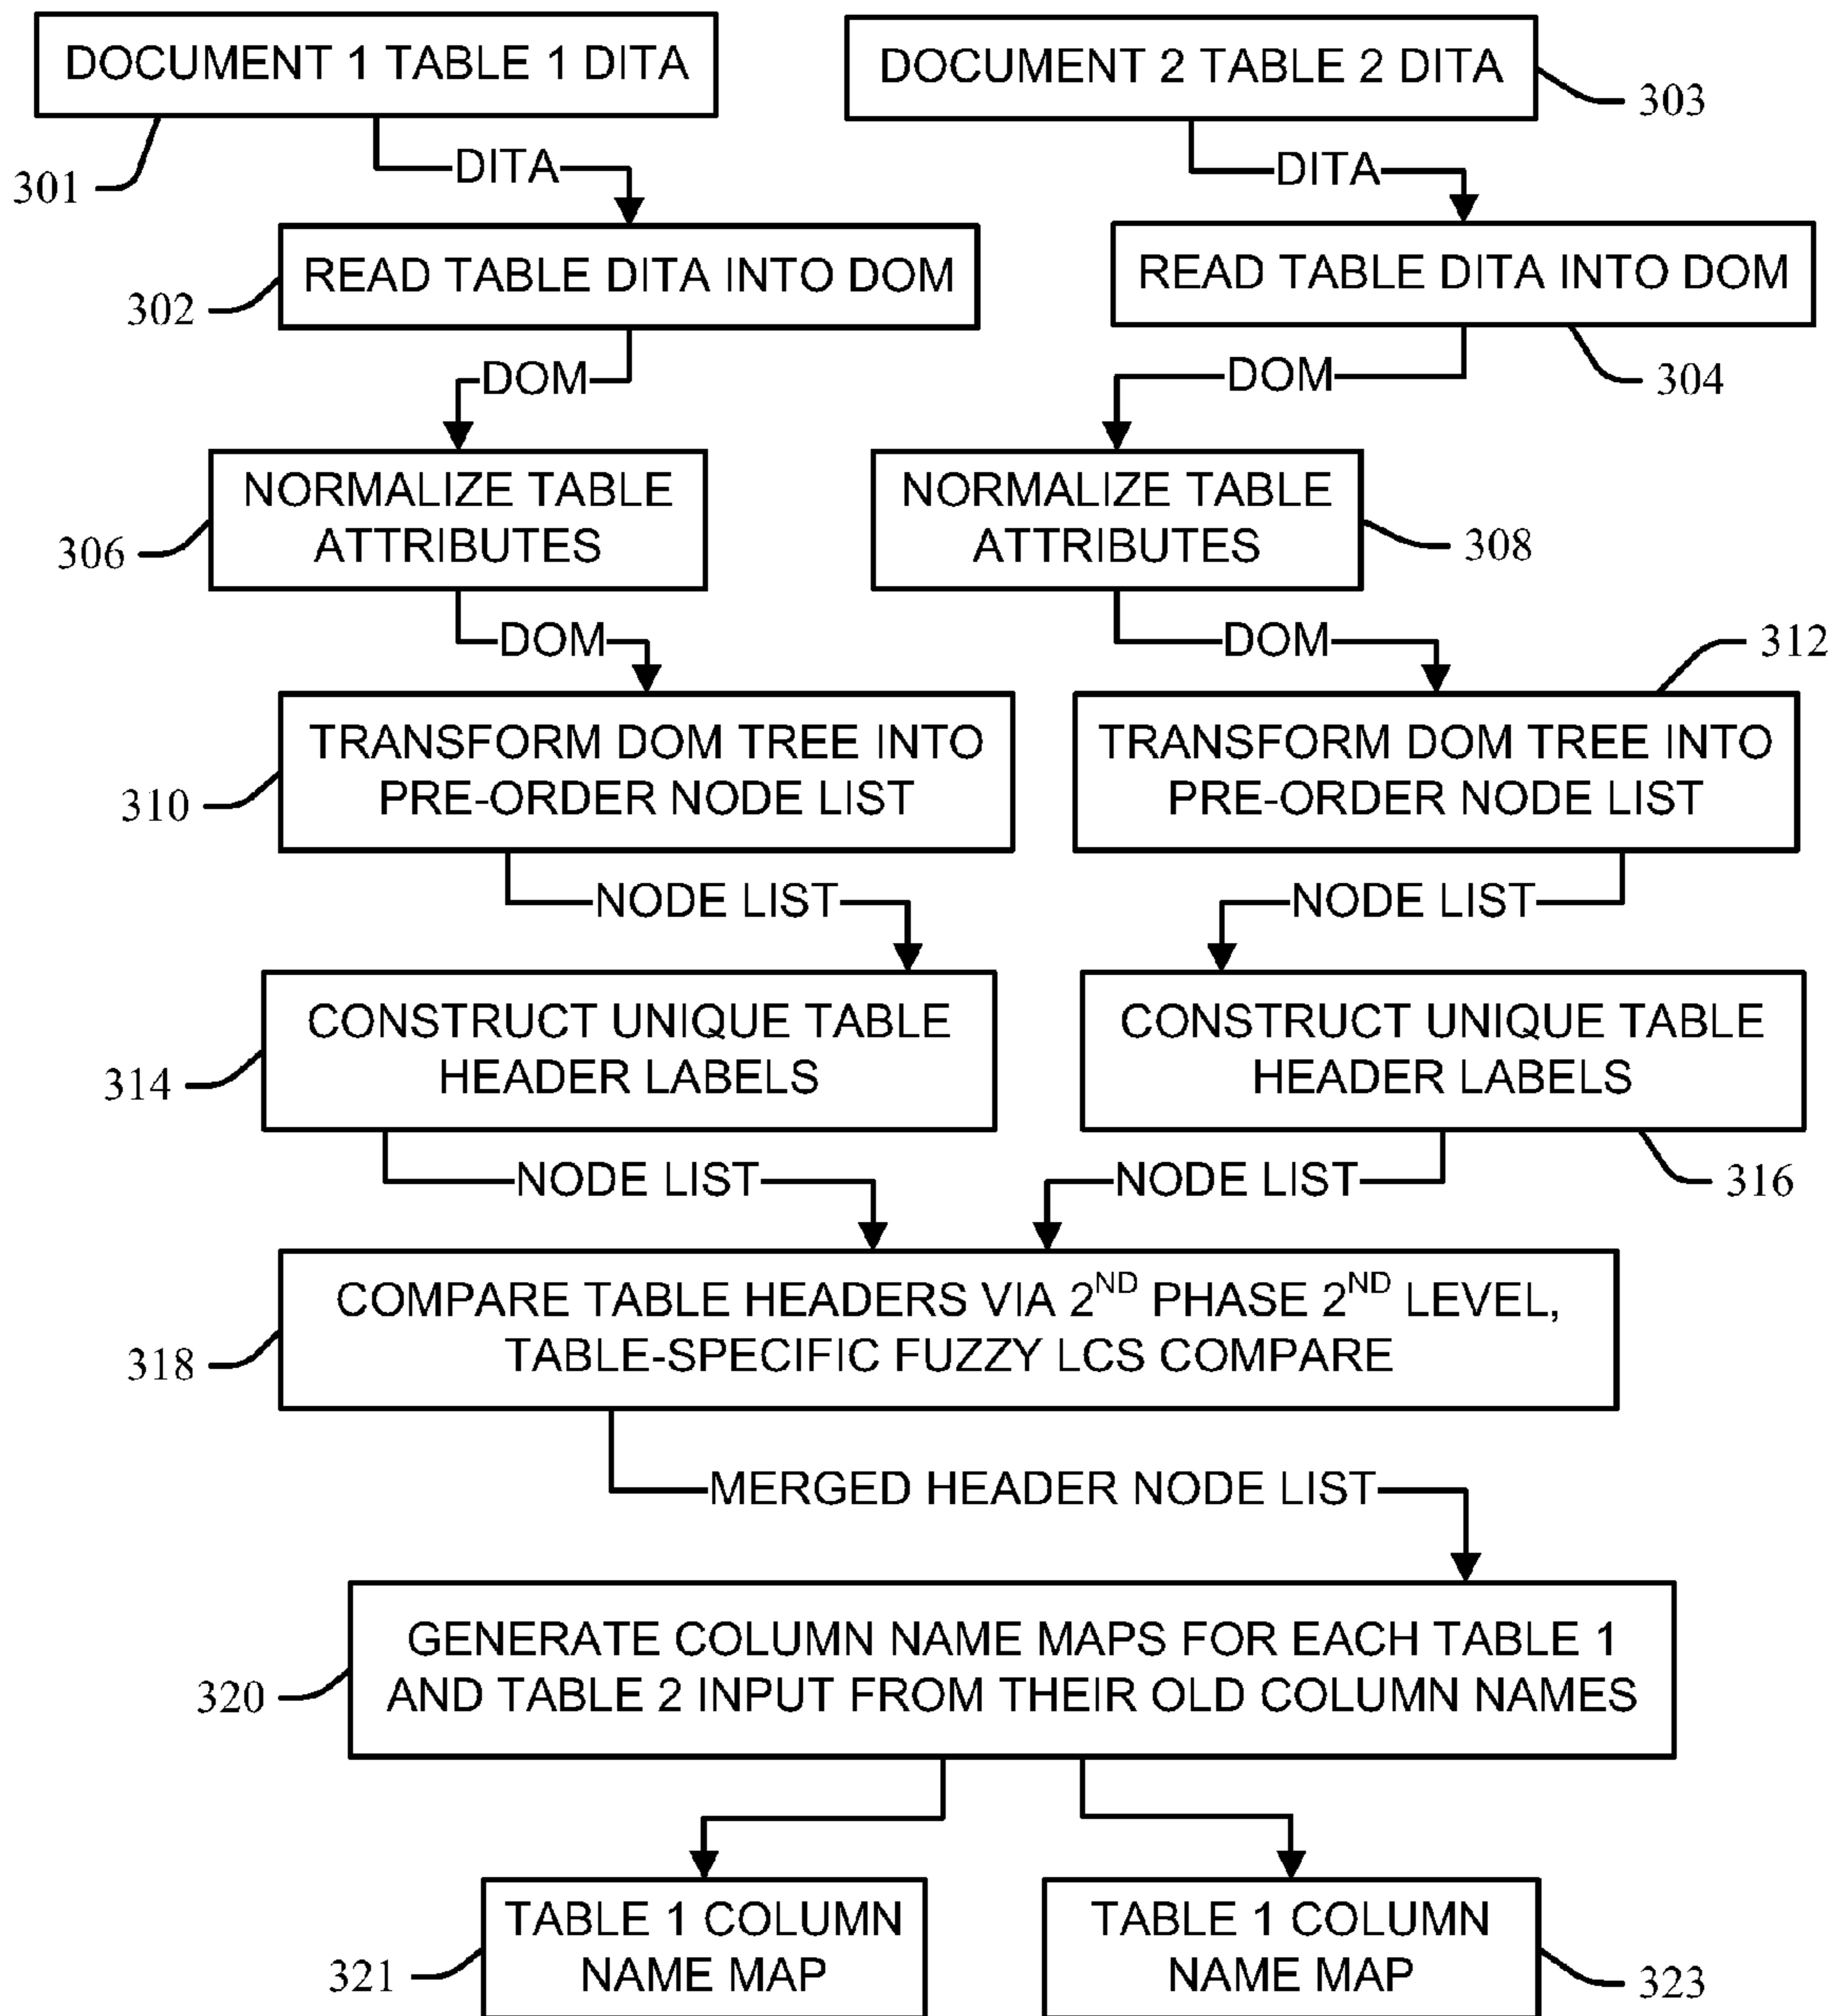 DOCUMENT 1 TABLE 1 DITA
DOCUMENT 2 TABLE 2 DITA
303
301
DITA
DITA
READ TABLE DITA INTO DOM
302
READ TABLE DITA INTO DOM
304
DOM
DOM
NORMALIZE TABLE
ATTRIBUTES
306
NORMALIZE TABLE
ATTRIBUTES
308
DOM
DOM
312
TRANSFORM DOM TREE INTO
PRE-ORDER NODE LIST
310
TRANSFORM DOM TREE INTO
PRE-ORDER NODE LIST
NODE LIST
NODE LIST
CONSTRUCT UNIQUE TABLE
HEADER LABELS
314
CONSTRUCT UNIQUE TABLE
HEADER LABELS
316
NODE LIST
NODE LIST
COMPARE TABLE HEADERS VIA 2ND PHASE 2ND LEVEL,
TABLE-SPECIFIC FUZZY LCS COMPARE
318
MERGED HEADER NODE LIST
GENERATE COLUMN NAME MAPS FOR EACH TABLE 1
AND TABLE 2 INPUT FROM THEIR OLD COLUMN NAMES
320
TABLE 1 COLUMN
NAME MAP
321
TABLE 1 COLUMN
NAME MAP
323